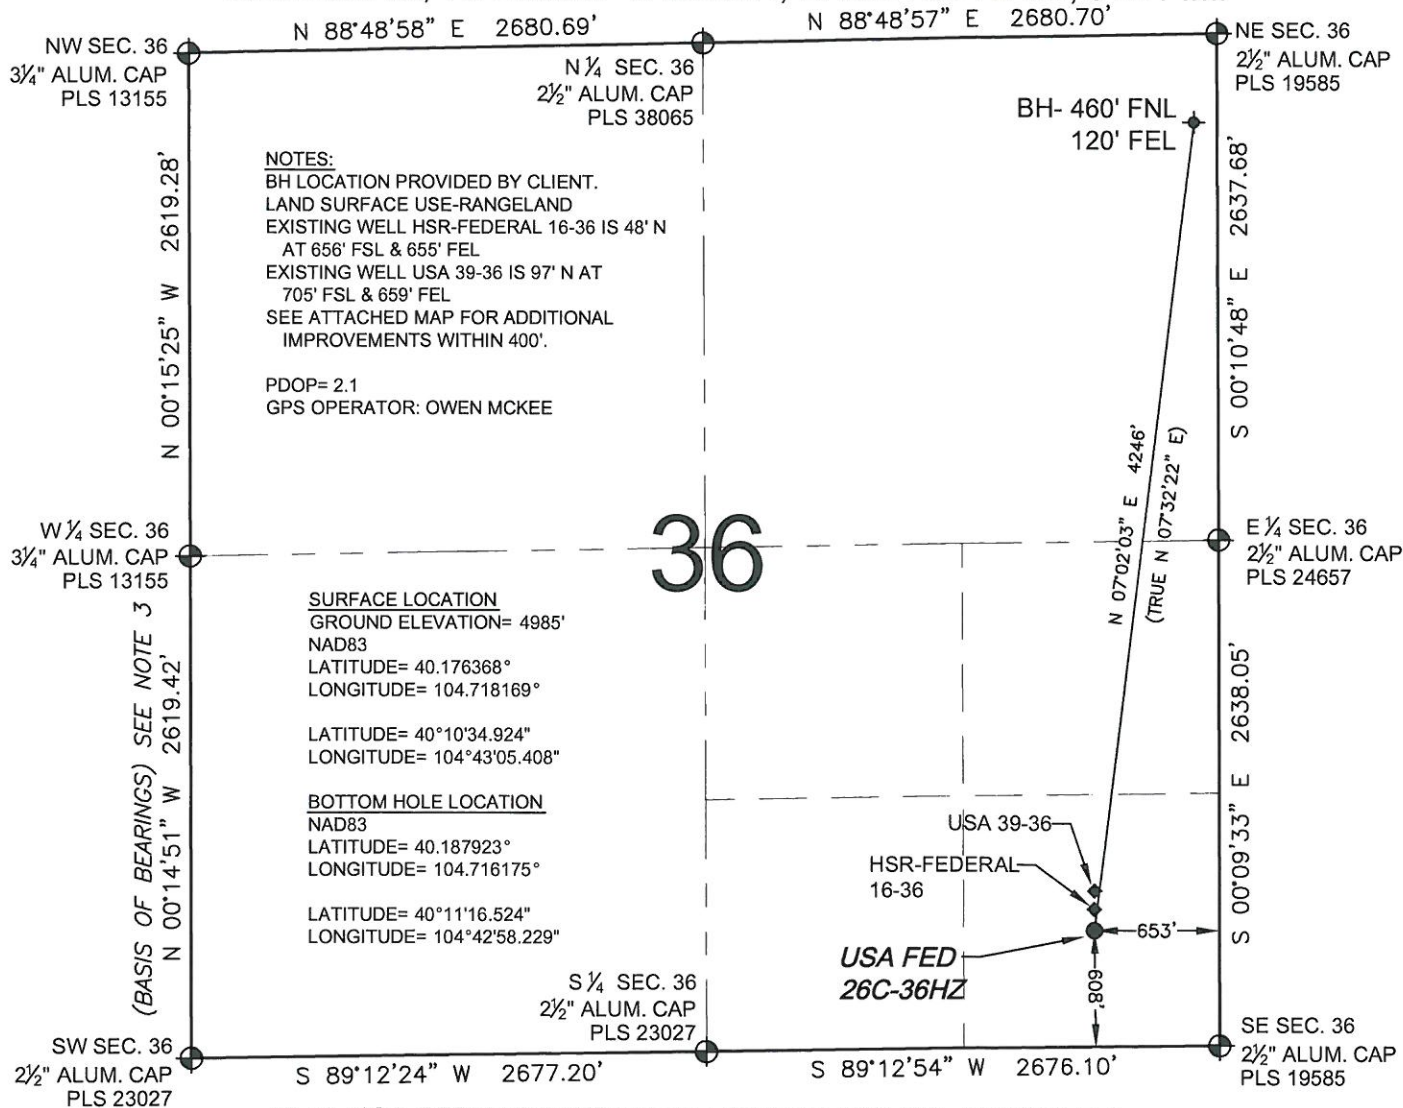 N 88°48'58" E 2680.69'
N 88°48'57" E 2680.70'
NW SEC. 36
3¼" ALUM. CAP
PLS 13155
N ¼ SEC. 36
2½" ALUM. CAP
PLS 38065
NE SEC. 36
2½" ALUM. CAP
PLS 19585
BH- 460' FNL
120' FEL
NOTES:
BH LOCATION PROVIDED BY CLIENT.
LAND SURFACE USE-RANGELAND
EXISTING WELL HSR-FEDERAL 16-36 IS 48' N
AT 656' FSL & 655' FEL
EXISTING WELL USA 39-36 IS 97' N AT
705' FSL & 659' FEL
SEE ATTACHED MAP FOR ADDITIONAL
IMPROVEMENTS WITHIN 400'.
PDOP= 2.1
GPS OPERATOR: OWEN MCKEE
N 00°15'25" W 2619.28'
S 00°10'48" E 2637.68'
N 07°02'03" E 4246'
(TRUE N 07°32'22" E)
W ¼ SEC. 36
3¼" ALUM. CAP
PLS 13155
36
E ¼ SEC. 36
2½" ALUM. CAP
PLS 24657
SURFACE LOCATION
GROUND ELEVATION= 4985'
NAD83
LATITUDE= 40.176368°
LONGITUDE= 104.718169°
LATITUDE= 40°10'34.924"
LONGITUDE= 104°43'05.408"
BOTTOM HOLE LOCATION
NAD83
LATITUDE= 40.187923°
LONGITUDE= 104.716175°
LATITUDE= 40°11'16.524"
LONGITUDE= 104°42'58.229"
(BASIS OF BEARINGS) SEE NOTE 3
N 00°14'51" W 2619.42'
S 00°09'33" E 2638.05'
USA 39-36
HSR-FEDERAL
16-36
653'
USA FED
26C-36HZ
608'
S ¼ SEC. 36
2½" ALUM. CAP
PLS 23027
SW SEC. 36
2½" ALUM. CAP
PLS 23027
S 89°12'24" W 2677.20'
S 89°12'54" W 2676.10'
SE SEC. 36
2½" ALUM. CAP
PLS 19585